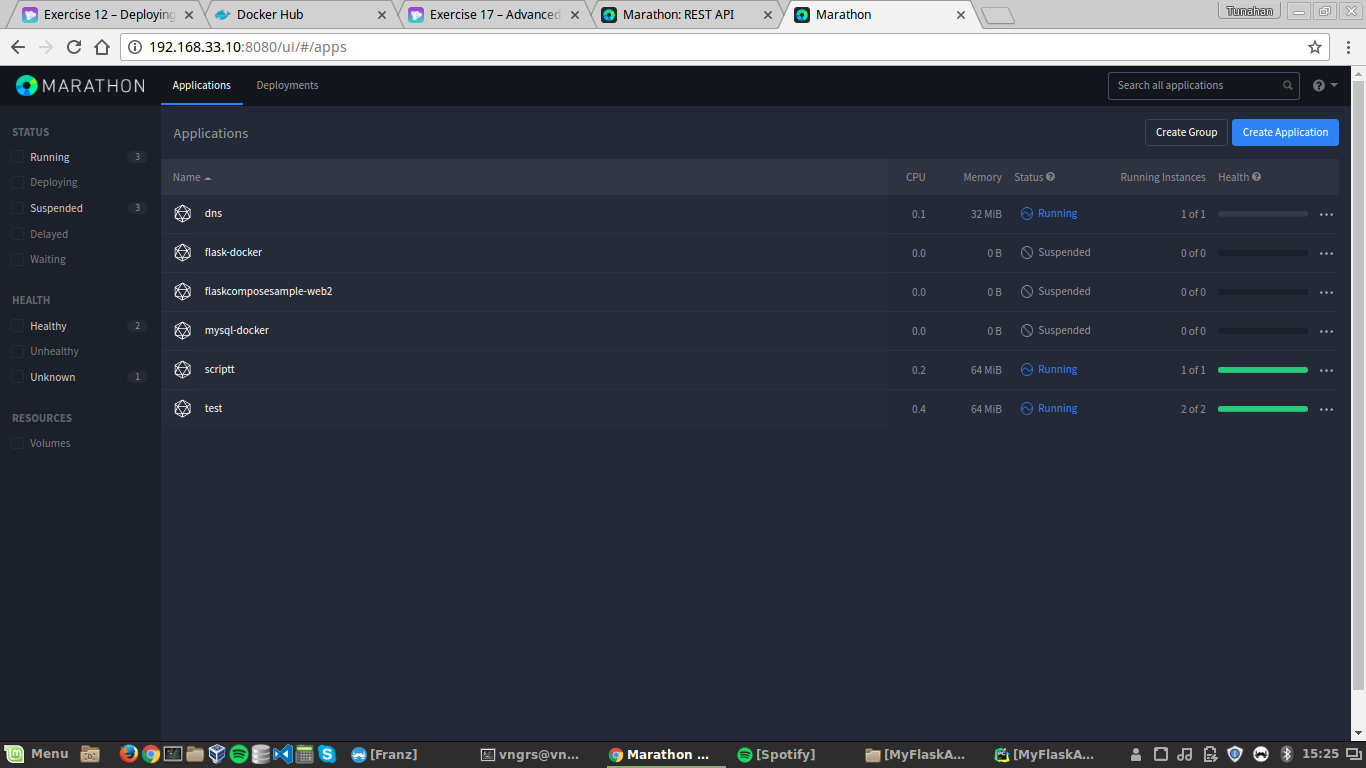 Exercise 12 – Deploying
Docker Hub
Exercise 17 – Advanced
Marathon: REST API
Marathon
Tunahan
192.168.33.10:8080/ui/#/apps
MARATHON
Applications
Deployments
Search all applications
STATUS
Running 3
Deploying
Suspended 3
Delayed
Waiting
HEALTH
Healthy 2
Unhealthy
Unknown 1
RESOURCES
Volumes
Applications
Create Group
Create Application
Name CPU Memory Status Running Instances Health
dns 0.1 32 MiB Running 1 of 1
flask-docker 0.0 0 B Suspended 0 of 0
flaskcomposesample-web2 0.0 0 B Suspended 0 of 0
mysql-docker 0.0 0 B Suspended 0 of 0
scriptt 0.2 64 MiB Running 1 of 1
test 0.4 64 MiB Running 2 of 2
Menu
[Franz]
vngrs@vn...
Marathon ...
[Spotify]
[MyFlaskA...
[MyFlaskA...
15:25